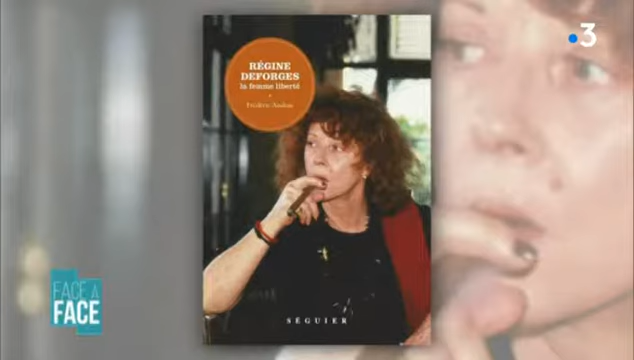 3
RÉGINE
DEFORGES
la femme liberté
Frédéric Andrau
SÉGUIER
FACE À
FACE